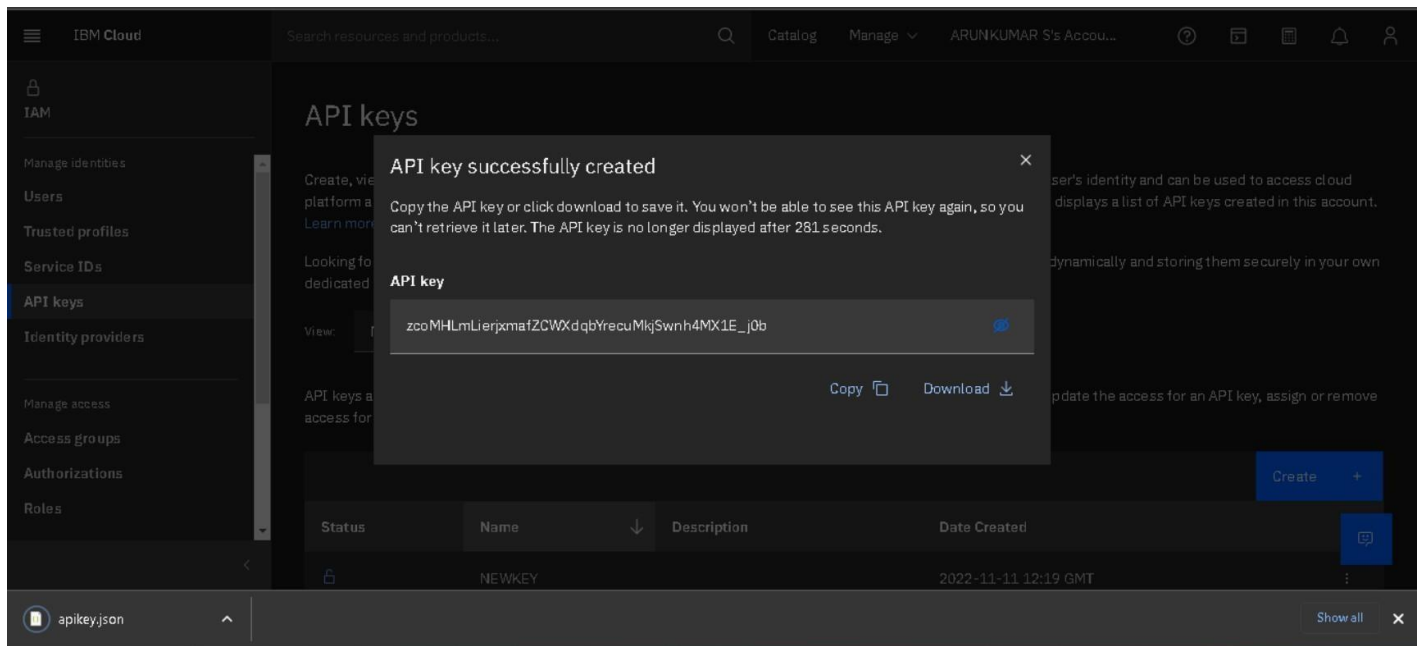 IBM Cloud
Search resources and products...
Catalog
Manage
ARUNKUMAR S's Accou...
IAM
Manage identities
Users
Trusted profiles
Service IDs
API keys
Identity providers
Manage access
Access groups
Authorizations
Roles
API keys
Create, vie
ser's identity and can be used to access cloud
platform a
displays a list of API keys created in this account.
Learn more
Looking fo
dynamically and storing them securely in your own
dedicated
View:
API keys a
pdate the access for an API key, assign or remove
access for
API key successfully created
Copy the API key or click download to save it. You won't be able to see this API key again, so you
can't retrieve it later. The API key is no longer displayed after 281 seconds.
API key
zcoMHLmLierjxmafZCWXdqbYrecuMkjSwnh4MX1E_j0b
Copy
Download
Create +
Status
Name
Description
Date Created
NEWKEY
2022-11-11 12:19 GMT
apikey.json
Show all